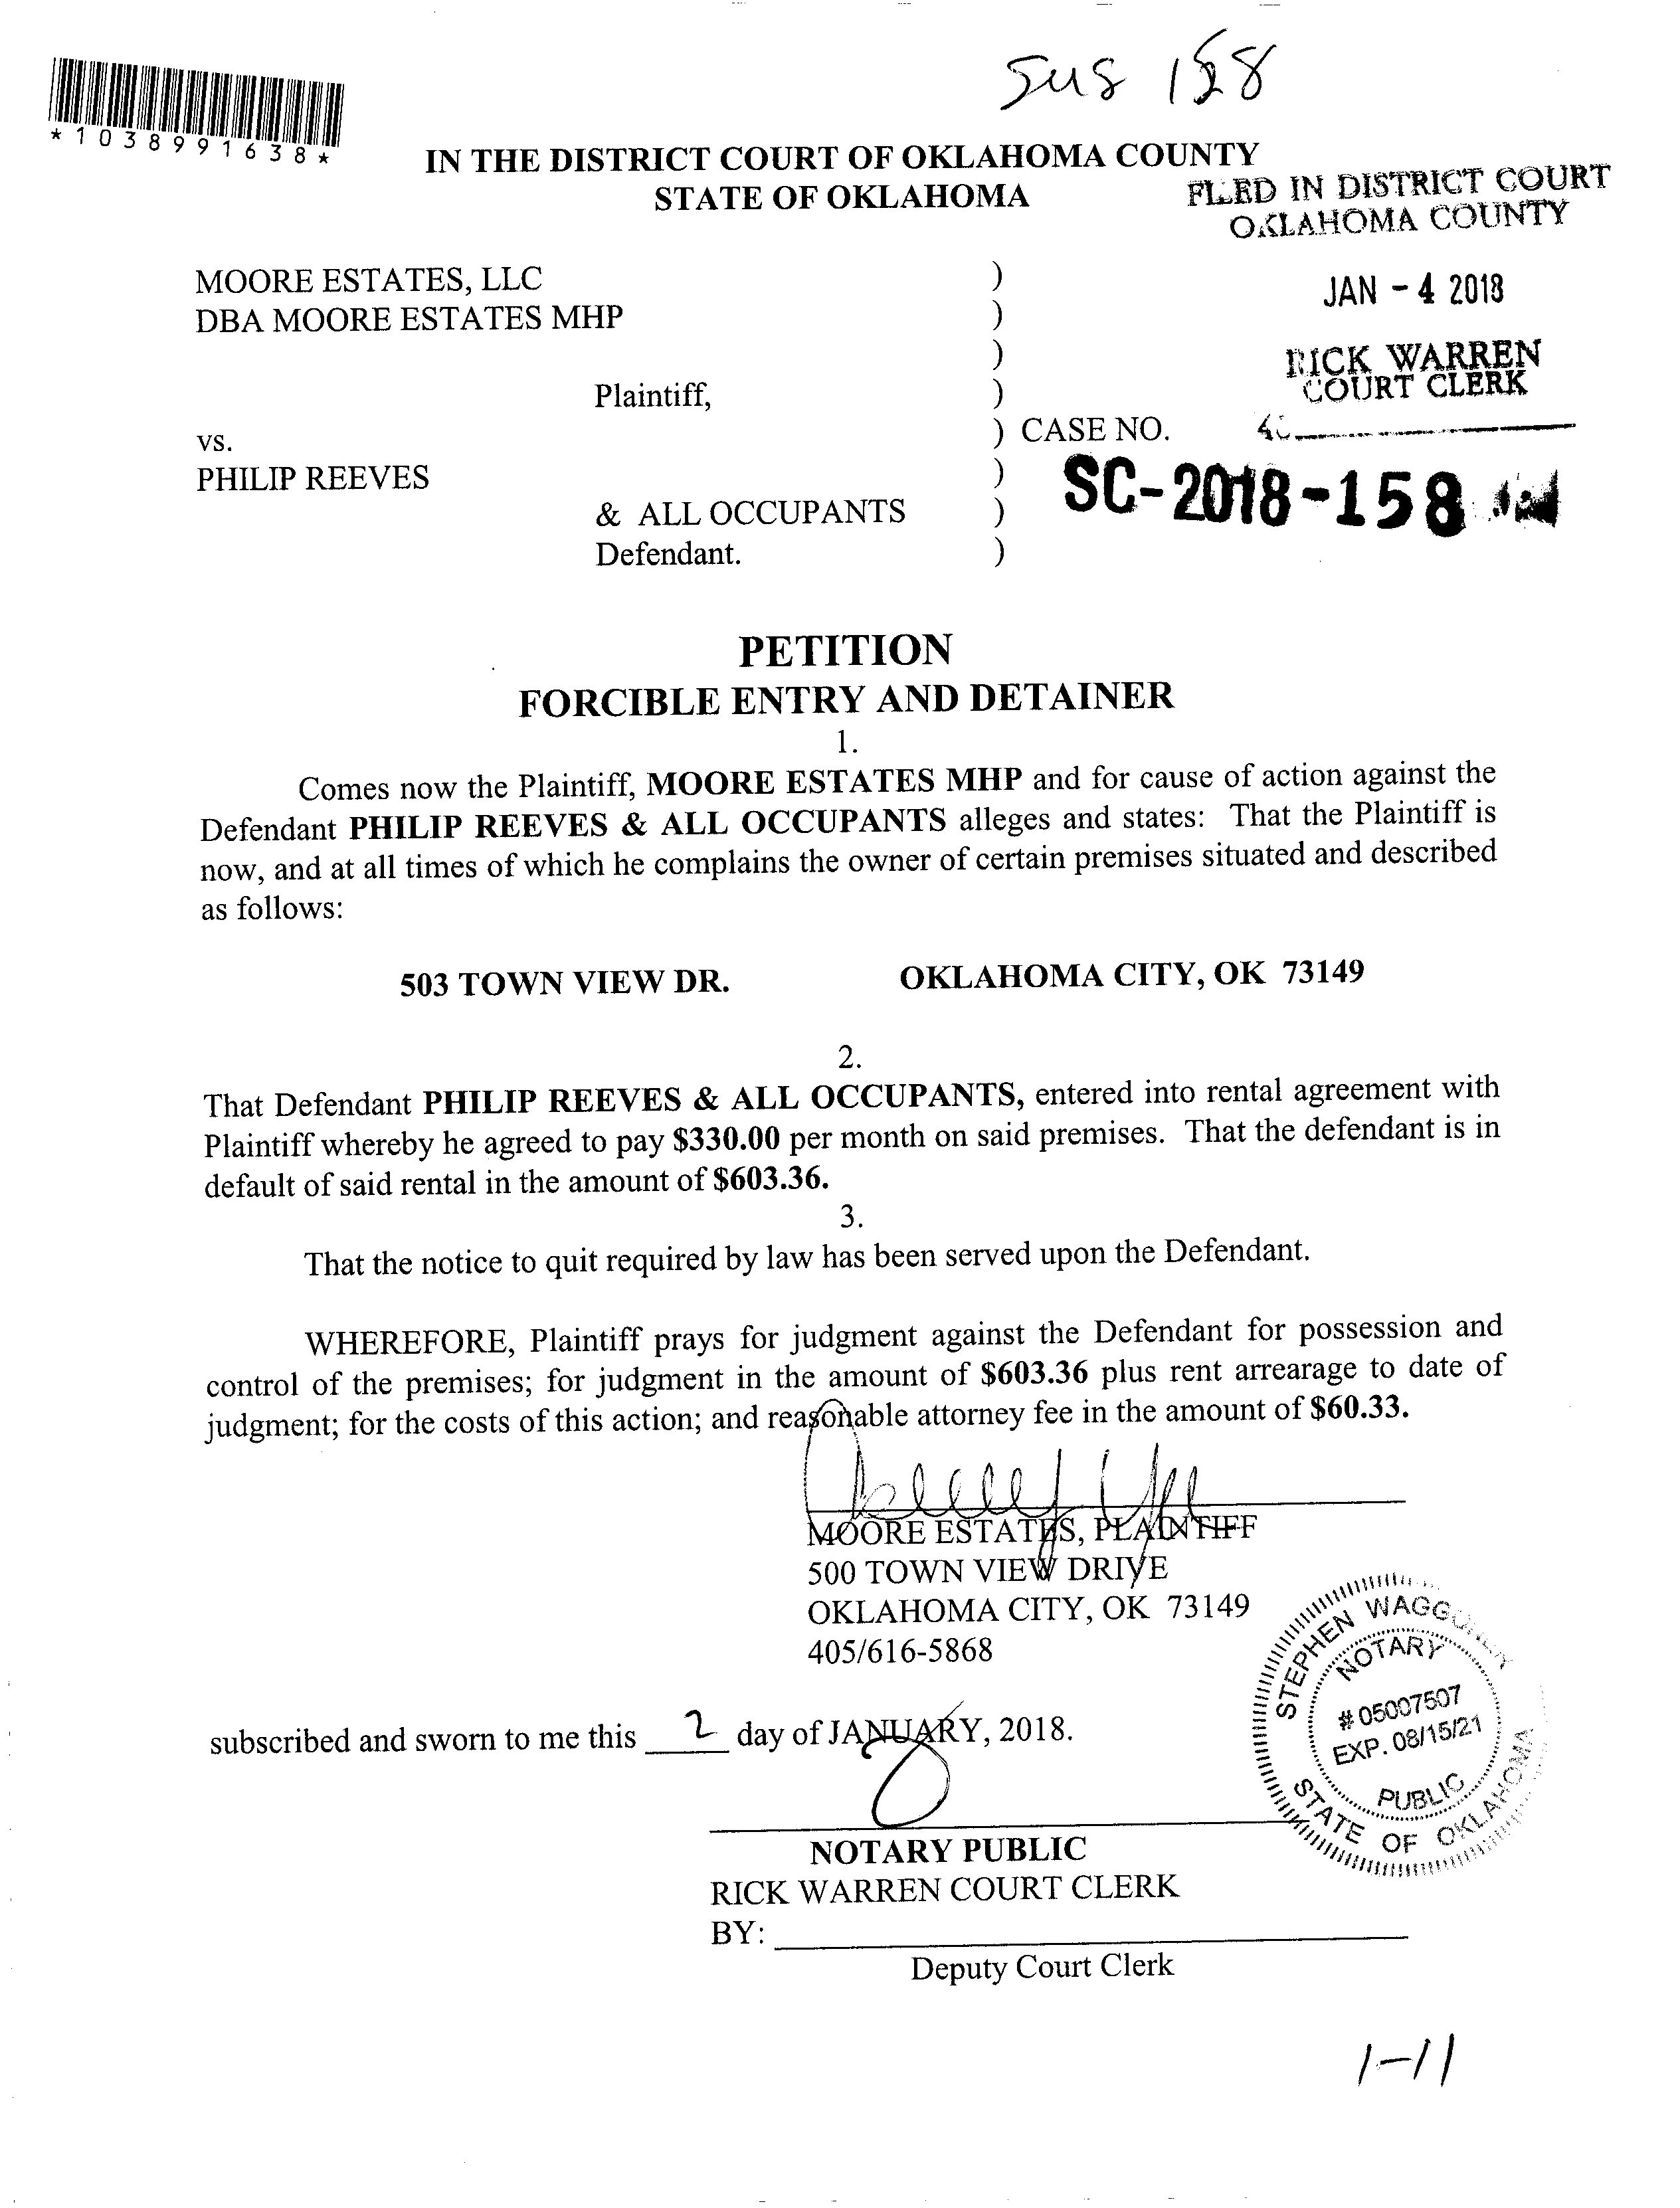 sus 158
*1038991638*
IN THE DISTRICT COURT OF OKLAHOMA COUNTY
STATE OF OKLAHOMA
FILED IN DISTRICT COURT
OKLAHOMA COUNTY
JAN - 4 2018
RICK WARREN
COURT CLERK
MOORE ESTATES, LLC )
DBA MOORE ESTATES MHP )
)
Plaintiff, )
vs. ) CASE NO.
PHILIP REEVES )
SC-2018-158
& ALL OCCUPANTS )
Defendant. )
PETITION
FORCIBLE ENTRY AND DETAINER
1.
Comes now the Plaintiff, MOORE ESTATES MHP and for cause of action against the
Defendant PHILIP REEVES & ALL OCCUPANTS alleges and states: That the Plaintiff is
now, and at all times of which he complains the owner of certain premises situated and described
as follows:
503 TOWN VIEW DR. OKLAHOMA CITY, OK 73149
2.
That Defendant PHILIP REEVES & ALL OCCUPANTS, entered into rental agreement with
Plaintiff whereby he agreed to pay $330.00 per month on said premises. That the defendant is in
default of said rental in the amount of $603.36.
3.
That the notice to quit required by law has been served upon the Defendant.
WHEREFORE, Plaintiff prays for judgment against the Defendant for possession and
control of the premises; for judgment in the amount of $603.36 plus rent arrearage to date of
judgment; for the costs of this action; and reasonable attorney fee in the amount of $60.33.
MOORE ESTATES, PLAINTIFF
500 TOWN VIEW DRIVE
OKLAHOMA CITY, OK 73149
405/616-5868
subscribed and sworn to me this 2 day of JANUARY, 2018.
STEPHEN
NOTARY
# 05007507
EXP. 08/15/21
PUBLIC
STATE OF OKLAHOMA
NOTARY PUBLIC
RICK WARREN COURT CLERK
BY:
Deputy Court Clerk
1-11